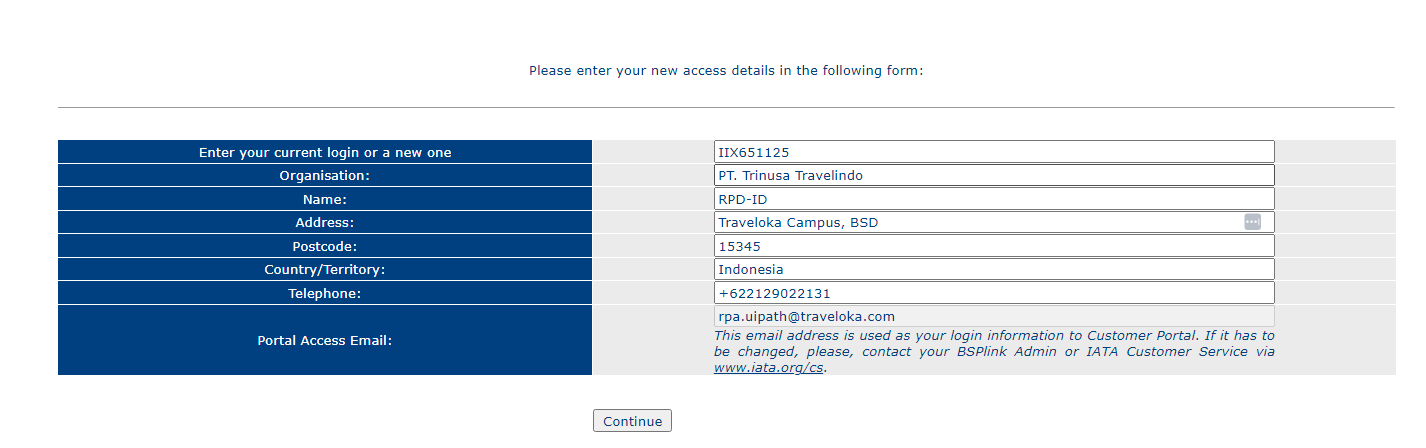 Please enter your new access details in the following form:
Enter your current login or a new one IIX651125
Organisation: PT. Trinusa Travelindo
Name: RPD-ID
Address: Traveloka Campus, BSD
Postcode: 15345
Country/Territory: Indonesia
Telephone: +622129022131
Portal Access Email: rpa.uipath@traveloka.com
This email address is used as your login information to Customer Portal. If it has to
be changed, please, contact your BSPlink Admin or IATA Customer Service via
www.iata.org/cs.
Continue